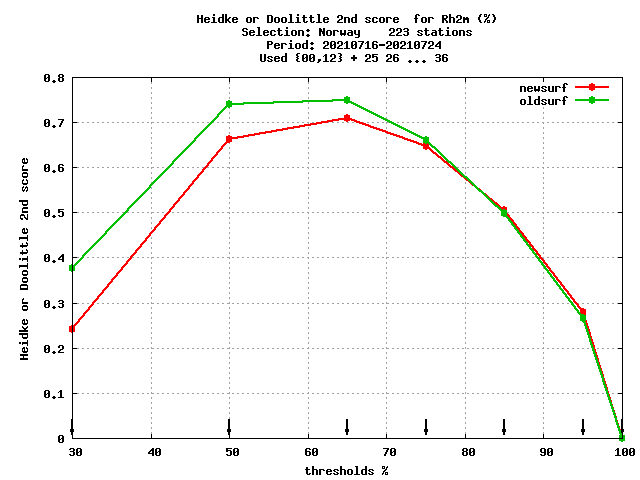 Heidke or Doolittle 2nd score  for Rh2m (%)
Selection: Norway    223 stations
Period: 20210716-20210724
Used {00,12} + 25 26 ... 36
newsurf
oldsurf
Heidke or Doolittle 2nd score
0.8
0.7
0.6
0.5
0.4
0.3
0.2
0.1
0
30 40 50 60 70 80 90 100
thresholds %